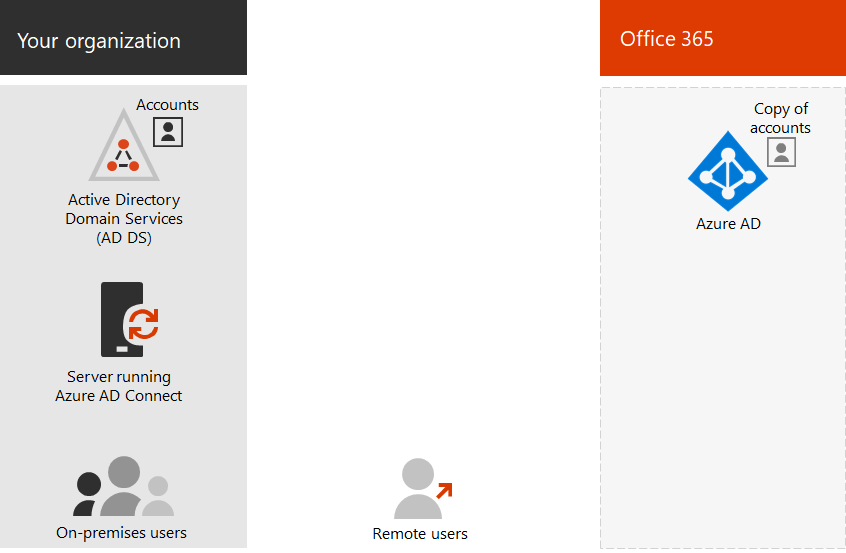 Your organization
Office 365
Accounts
Active Directory
Domain Services
(AD DS)
Server running
Azure AD Connect
On-premises users
Remote users
Copy of
accounts
Azure AD